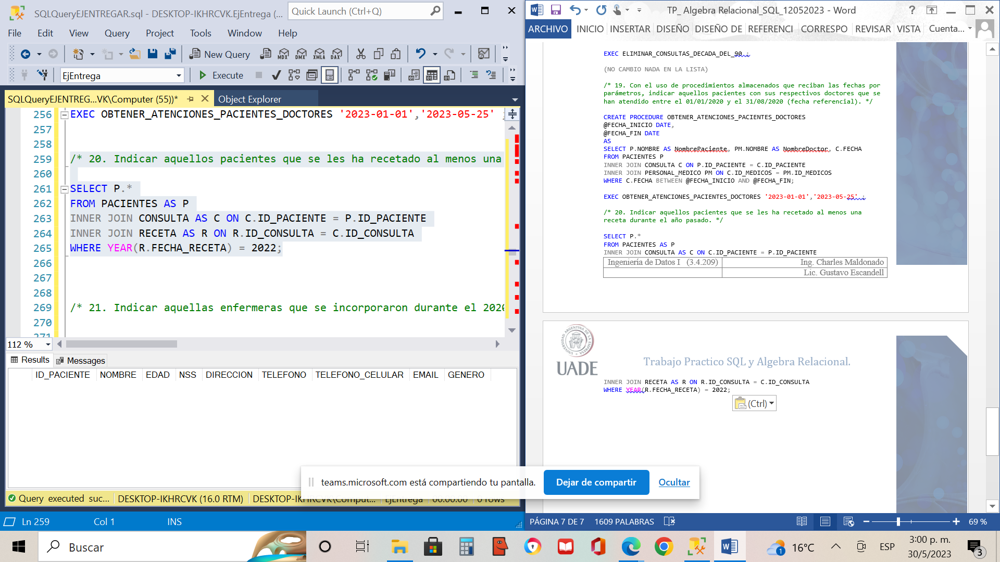 SQLQueryEJENTREGAR.sql - DESKTOP-IKHRCVK.EjEntrega (...
Quick Launch (Ctrl+Q)
File Edit View Query Project Tools Window Help
New Query
MDX DMX XMLA DAX
EjEntrega
Execute
SQLQueryEJENTREG...VK\Computer (55))*
Object Explorer
256 EXEC OBTENER_ATENCIONES_PACIENTES_DOCTORES '2023-01-01','2023-05-25' ;
257
258
259 /* 20. Indicar aquellos pacientes que se les ha recetado al menos una
260
261 SELECT P.*
262 FROM PACIENTES AS P
263 INNER JOIN CONSULTA AS C ON C.ID_PACIENTE = P.ID_PACIENTE
264 INNER JOIN RECETA AS R ON R.ID_CONSULTA = C.ID_CONSULTA
265 WHERE YEAR(R.FECHA_RECETA) = 2022;
266
267
268
269 /* 21. Indicar aquellas enfermeras que se incorporaron durante el 2020
270
271
112 %
Results Messages
ID_PACIENTE NOMBRE EDAD NSS DIRECCION TELEFONO TELEFONO_CELULAR EMAIL GENERO
Query executed suc... DESKTOP-IKHRCVK (16.0 RTM) DESKTOP-IKHRCVK\Comput... EjEntrega 00:00:00 0 rows
Ln 259 Col 1 INS
TP_ Algebra Relacional_SQL_12052023 - Word
ARCHIVO INICIO INSERTAR DISEÑO DISEÑO DE REFERENCI CORRESPO REVISAR VISTA Cuenta...
EXEC ELIMINAR_CONSULTAS_DECADA_DEL_90 ;
(NO CAMBIO NADA EN LA LISTA)
/* 19. Con el uso de procedimientos almacenados que reciban las fechas por
parámetros, indicar aquellos pacientes con sus respectivos doctores que se
han atendido entre el 01/01/2020 y el 31/08/2020 (fecha referencial). */
CREATE PROCEDURE OBTENER_ATENCIONES_PACIENTES_DOCTORES
@FECHA_INICIO DATE,
@FECHA_FIN DATE
AS
SELECT P.NOMBRE AS NombrePaciente, PM.NOMBRE AS NombreDoctor, C.FECHA
FROM PACIENTES P
INNER JOIN CONSULTA C ON P.ID_PACIENTE = C.ID_PACIENTE
INNER JOIN PERSONAL_MEDICO PM ON C.ID_MEDICOS = PM.ID_MEDICOS
WHERE C.FECHA BETWEEN @FECHA_INICIO AND @FECHA_FIN;
EXEC OBTENER_ATENCIONES_PACIENTES_DOCTORES '2023-01-01','2023-05-25' ;
/* 20. Indicar aquellos pacientes que se les ha recetado al menos una
receta durante el año pasado. */
SELECT P.*
FROM PACIENTES AS P
INNER JOIN CONSULTA AS C ON C.ID_PACIENTE = P.ID_PACIENTE
Ingeniería de Datos I (3.4.209) Ing. Charles Maldonado
Lic. Gustavo Escandell
UNIVERSIDAD ARGENTINA DE LA EMPRESA
UADE
Trabajo Practico SQL y Algebra Relacional.
INNER JOIN RECETA AS R ON R.ID_CONSULTA = C.ID_CONSULTA
WHERE YEAR(R.FECHA_RECETA) = 2022;
(Ctrl)
teams.microsoft.com está compartiendo tu pantalla. Dejar de compartir Ocultar
PÁGINA 7 DE 7 1609 PALABRAS 69 %
Buscar
1 16°C ESP 3:00 p. m.
30/5/2023 3